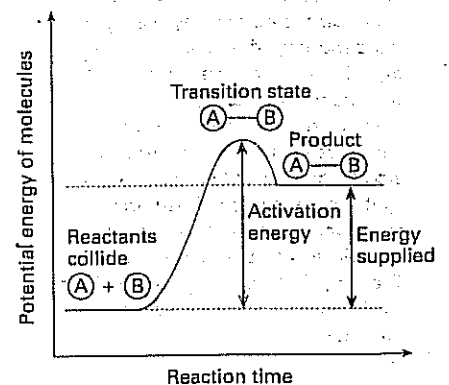 Potential energy of molecules
Transition state
A B
Product
A B
Reactants
collide
A + B
Activation
energy
Energy
supplied
Reaction time